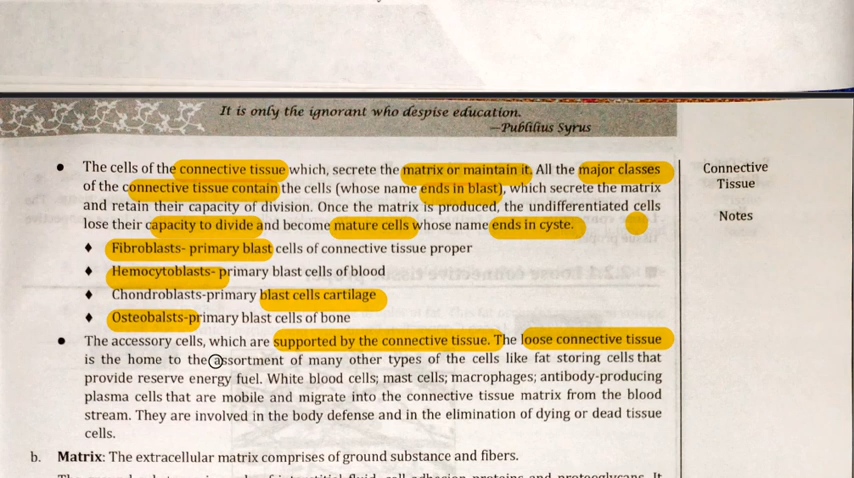 It is only the ignorant who despise education.
—Publilius Syrus
• The cells of the connective tissue which, secrete the matrix or maintain it. All the major classes
of the connective tissue contain the cells (whose name ends in blast), which secrete the matrix
and retain their capacity of division. Once the matrix is produced, the undifferentiated cells
lose their capacity to divide and become mature cells whose name ends in cyste.
♦ Fibroblasts- primary blast cells of connective tissue proper
♦ Hemocytoblasts- primary blast cells of blood
♦ Chondroblasts-primary blast cells cartilage
♦ Osteobalsts-primary blast cells of bone
• The accessory cells, which are supported by the connective tissue. The loose connective tissue
is the home to the assortment of many other types of the cells like fat storing cells that
provide reserve energy fuel. White blood cells; mast cells; macrophages; antibody-producing
plasma cells that are mobile and migrate into the connective tissue matrix from the blood
stream. They are involved in the body defense and in the elimination of dying or dead tissue
cells.
b. Matrix: The extracellular matrix comprises of ground substance and fibers.
Connective
Tissue
Notes